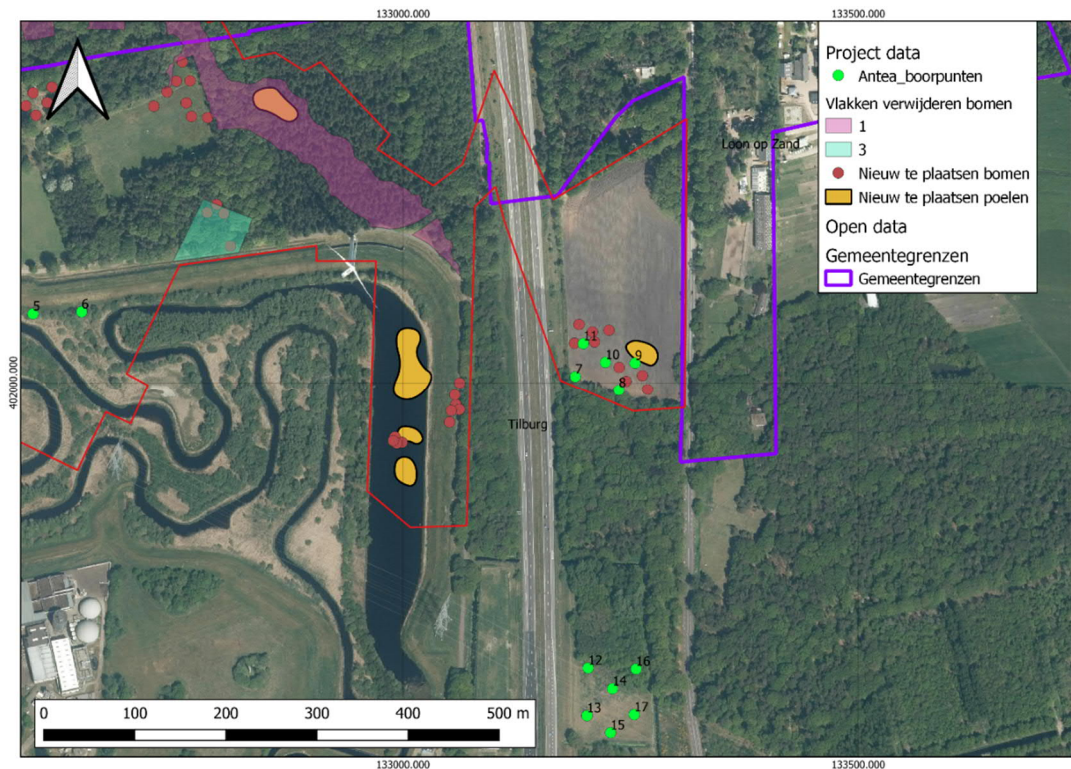 133000.000
133500.000
Project data
Antea_boorpunten
Vlakken verwijderen bomen
1
3
Nieuw te plaatsen bomen
Nieuw te plaatsen poelen
Open data
Gemeentegrenzen
Gemeentegrenzen
Loon op Zand
5
6
11
10
9
7
8
402000.000
Tilburg
12
16
14
13
17
15
0 100 200 300 400 500 m
133000.000
133500.000